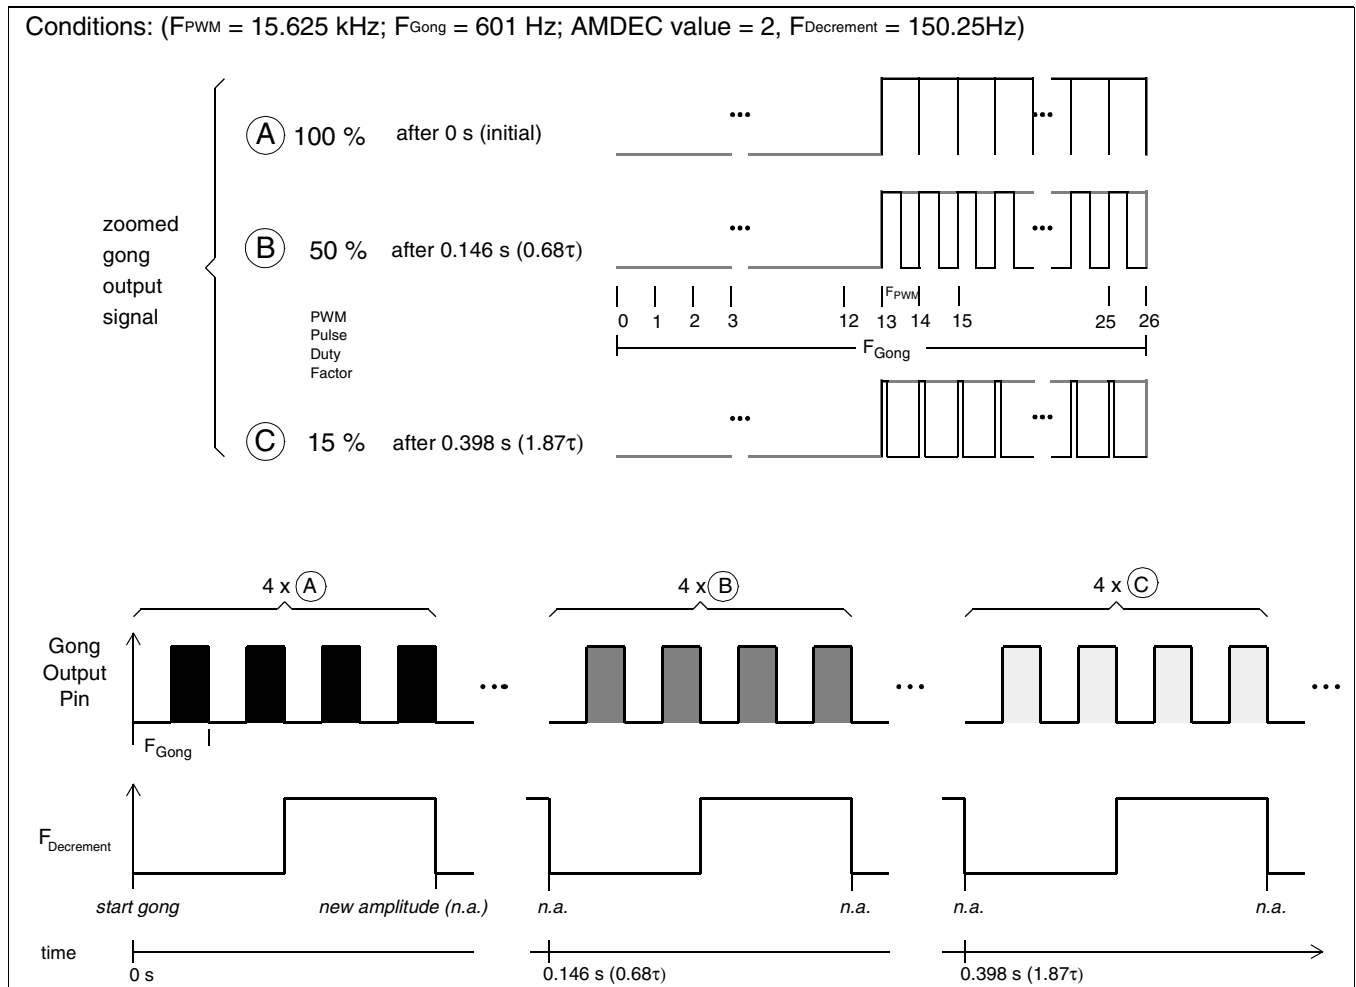 Conditions: (FPWM = 15.625 kHz; FGong = 601 Hz; AMDEC value = 2, FDecrement = 150.25Hz)
A 100 % after 0 s (initial)
...
...
zoomed
gong
output
signal
B 50 % after 0.146 s (0.68τ)
...
...
PWM
Pulse
Duty
Factor
FPWM
0 1 2 3 12 13 14 15 25 26
FGong
C 15 % after 0.398 s (1.87τ)
...
...
4 x A
4 x B
4 x C
Gong
Output
Pin
...
...
...
FGong
FDecrement
start gong
new amplitude (n.a.)
n.a.
n.a.
n.a.
n.a.
time
0 s
0.146 s (0.68τ)
0.398 s (1.87τ)